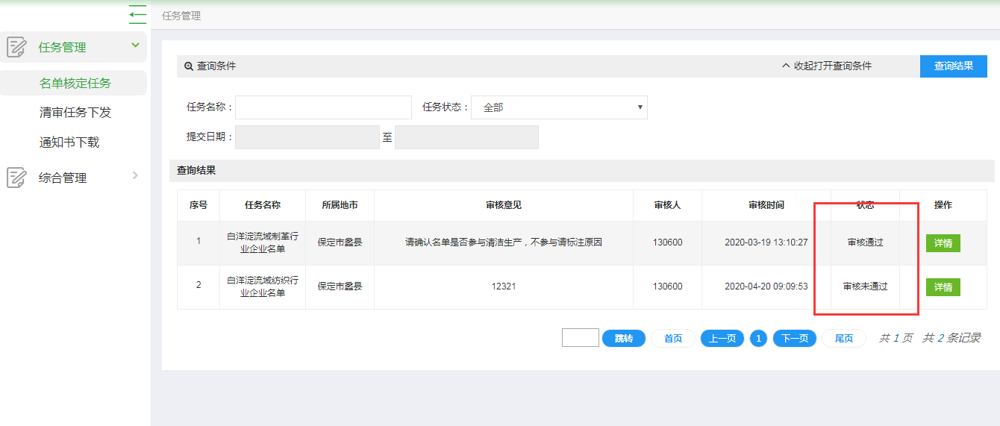 任务管理
任务管理
名单核定任务
清审任务下发
通知书下载
综合管理
查询条件
收起打开查询条件
查询结果
任务名称：
任务状态： 全部
提交日期： 至
查询结果
序号 任务名称 所属地市 审核意见 审核人 审核时间 状态 操作
1 白洋淀流域制革行业企业名单 保定市蠡县 请确认名单是否参与清洁生产，不参与请标注原因 130600 2020-03-19 13:10:27 审核通过 详情
2 白洋淀流域纺织行业企业名单 保定市蠡县 12321 130600 2020-04-20 09:09:53 审核未通过 详情
跳转 首页 上一页 1 下一页 尾页 共 1 页 共 2 条记录